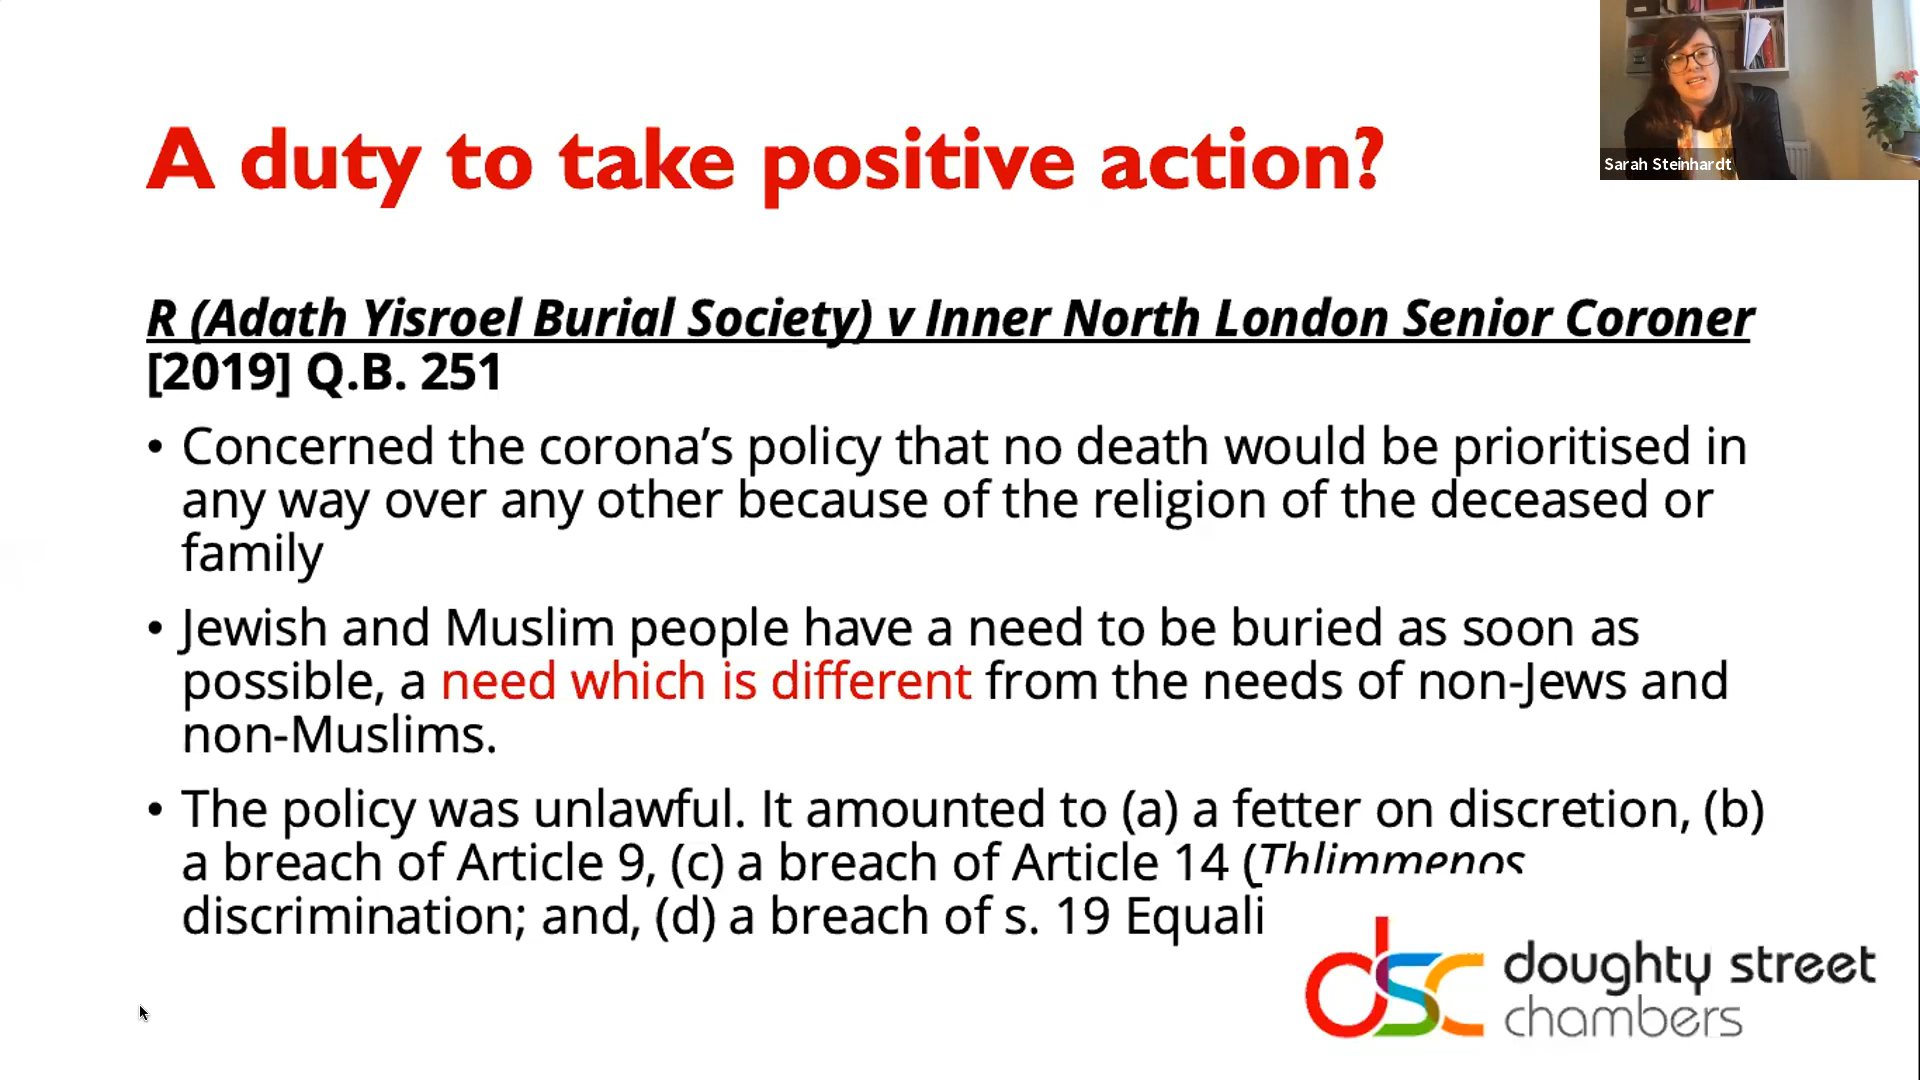 A duty to take positive action?
Sarah Steinhardt
R (Adath Yisroel Burial Society) v Inner North London Senior Coroner
[2019] Q.B. 251
• Concerned the corona’s policy that no death would be prioritised in
any way over any other because of the religion of the deceased or
family
• Jewish and Muslim people have a need to be buried as soon as
possible, a need which is different from the needs of non-Jews and
non-Muslims.
• The policy was unlawful. It amounted to (a) a fetter on discretion, (b)
a breach of Article 9, (c) a breach of Article 14 (Thlimmenos
discrimination; and, (d) a breach of s. 19 Equali
dsc doughty street
chambers